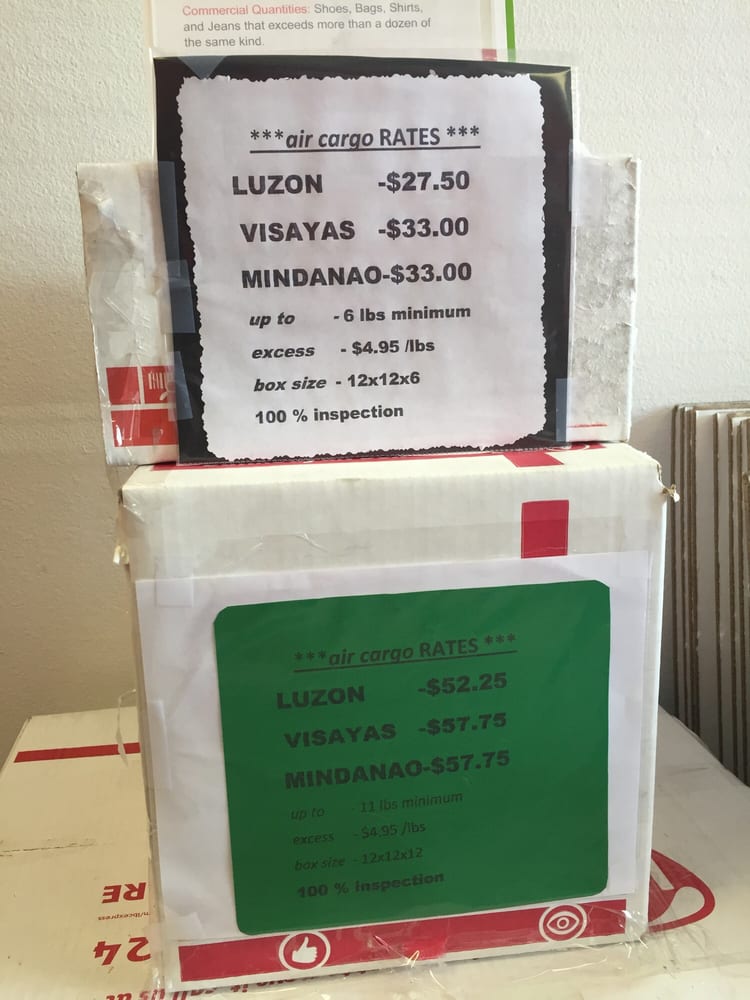 Commercial Quantities: Shoes, Bags, Shirts,
and Jeans that exceeds more than a dozen of
the same kind.
***air cargo RATES ***
LUZON -$27.50
VISAYAS -$33.00
MINDANAO-$33.00
up to - 6 lbs minimum
excess - $4.95 /lbs
box size - 12x12x6
100 % inspection
***air cargo RATES ***
LUZON -$52.25
VISAYAS -$57.75
MINDANAO-$57.75
up to - 11 lbs minimum
excess - $4.95 /lbs
box size - 12x12x12
100 % inspection
RE
m/lbcexpress
24